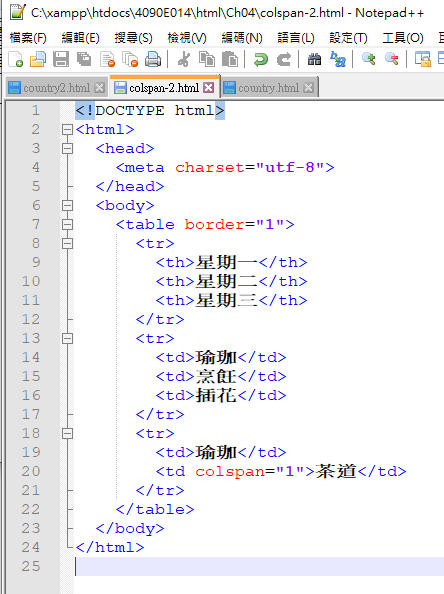 C:\xampp\htdocs\4090E014\html\Ch04\colspan-2.html - Notepad++
檔案(F) 編輯(E) 搜尋(S) 檢視(V) 編碼(N) 語言(L) 設定(T) 工具(O)
country2.html colspan-2.html country.html
1 <!DOCTYPE html>
2 <html>
3 <head>
4 <meta charset="utf-8">
5 </head>
6 <body>
7 <table border="1">
8 <tr>
9 <th>星期一</th>
10 <th>星期二</th>
11 <th>星期三</th>
12 </tr>
13 <tr>
14 <td>瑜珈</td>
15 <td>烹飪</td>
16 <td>插花</td>
17 </tr>
18 <tr>
19 <td>瑜珈</td>
20 <td colspan="1">茶道</td>
21 </tr>
22 </table>
23 </body>
24 </html>
25